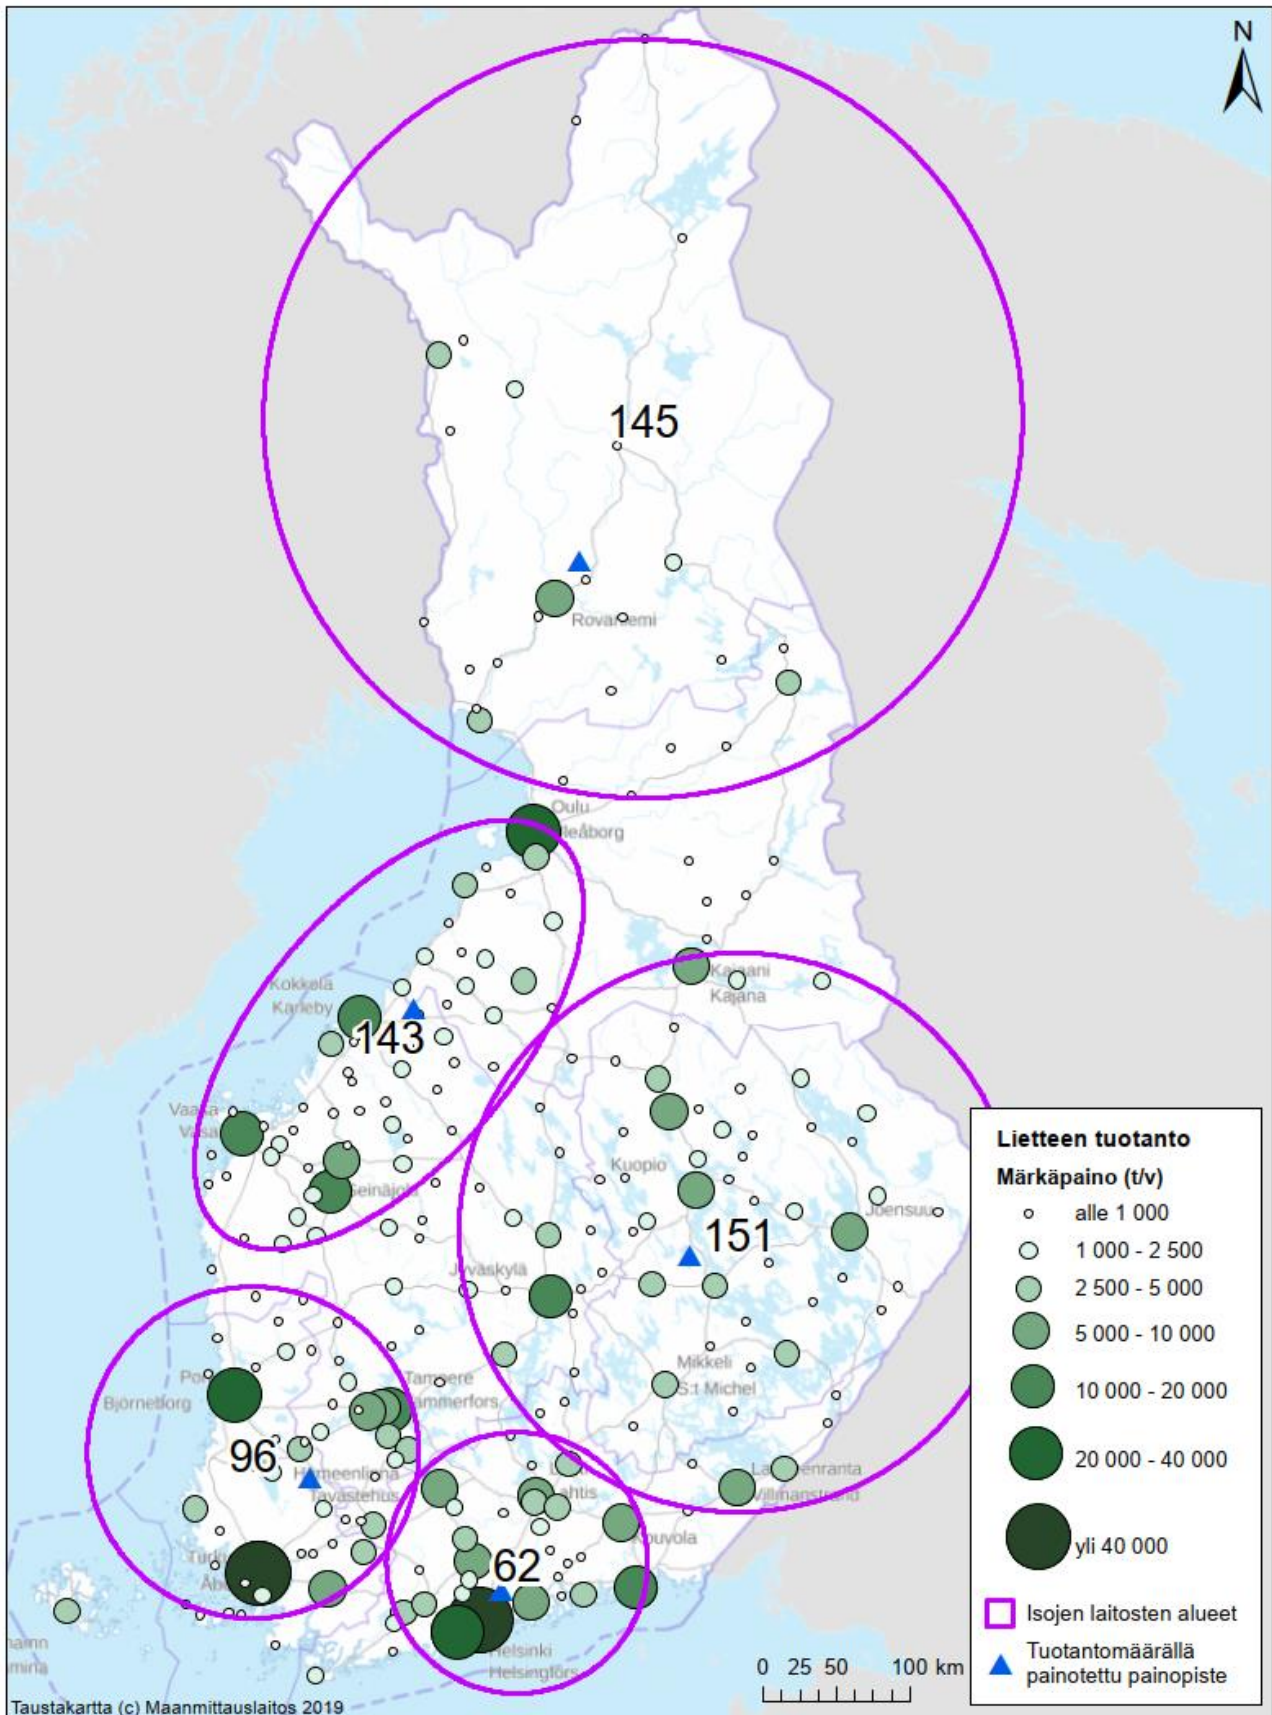 N
145
Rovaniemi
Oulu
Uleåborg
Kajaani
Kajana
Kokkola
Karleby
143
Vaasa
Vasa
Seinäjoki
Kuopio
Joensuu
151
Jyväskylä
Mikkeli
S:t Michel
Tampere
Tammerfors
Björneborg
96
Hämeenlinna
Tavastehus
Lahtis
Villmanstrand
Kouvola
62
Helsinki
Helsingfors
0 25 50 100 km
Lietteen tuotanto
Märkäpaino (t/v)
alle 1 000
1 000 - 2 500
2 500 - 5 000
5 000 - 10 000
10 000 - 20 000
20 000 - 40 000
yli 40 000
Isojen laitosten alueet
Tuotantomäärällä
painotettu painopiste
Taustakartta (c) Maanmittauslaitos 2019